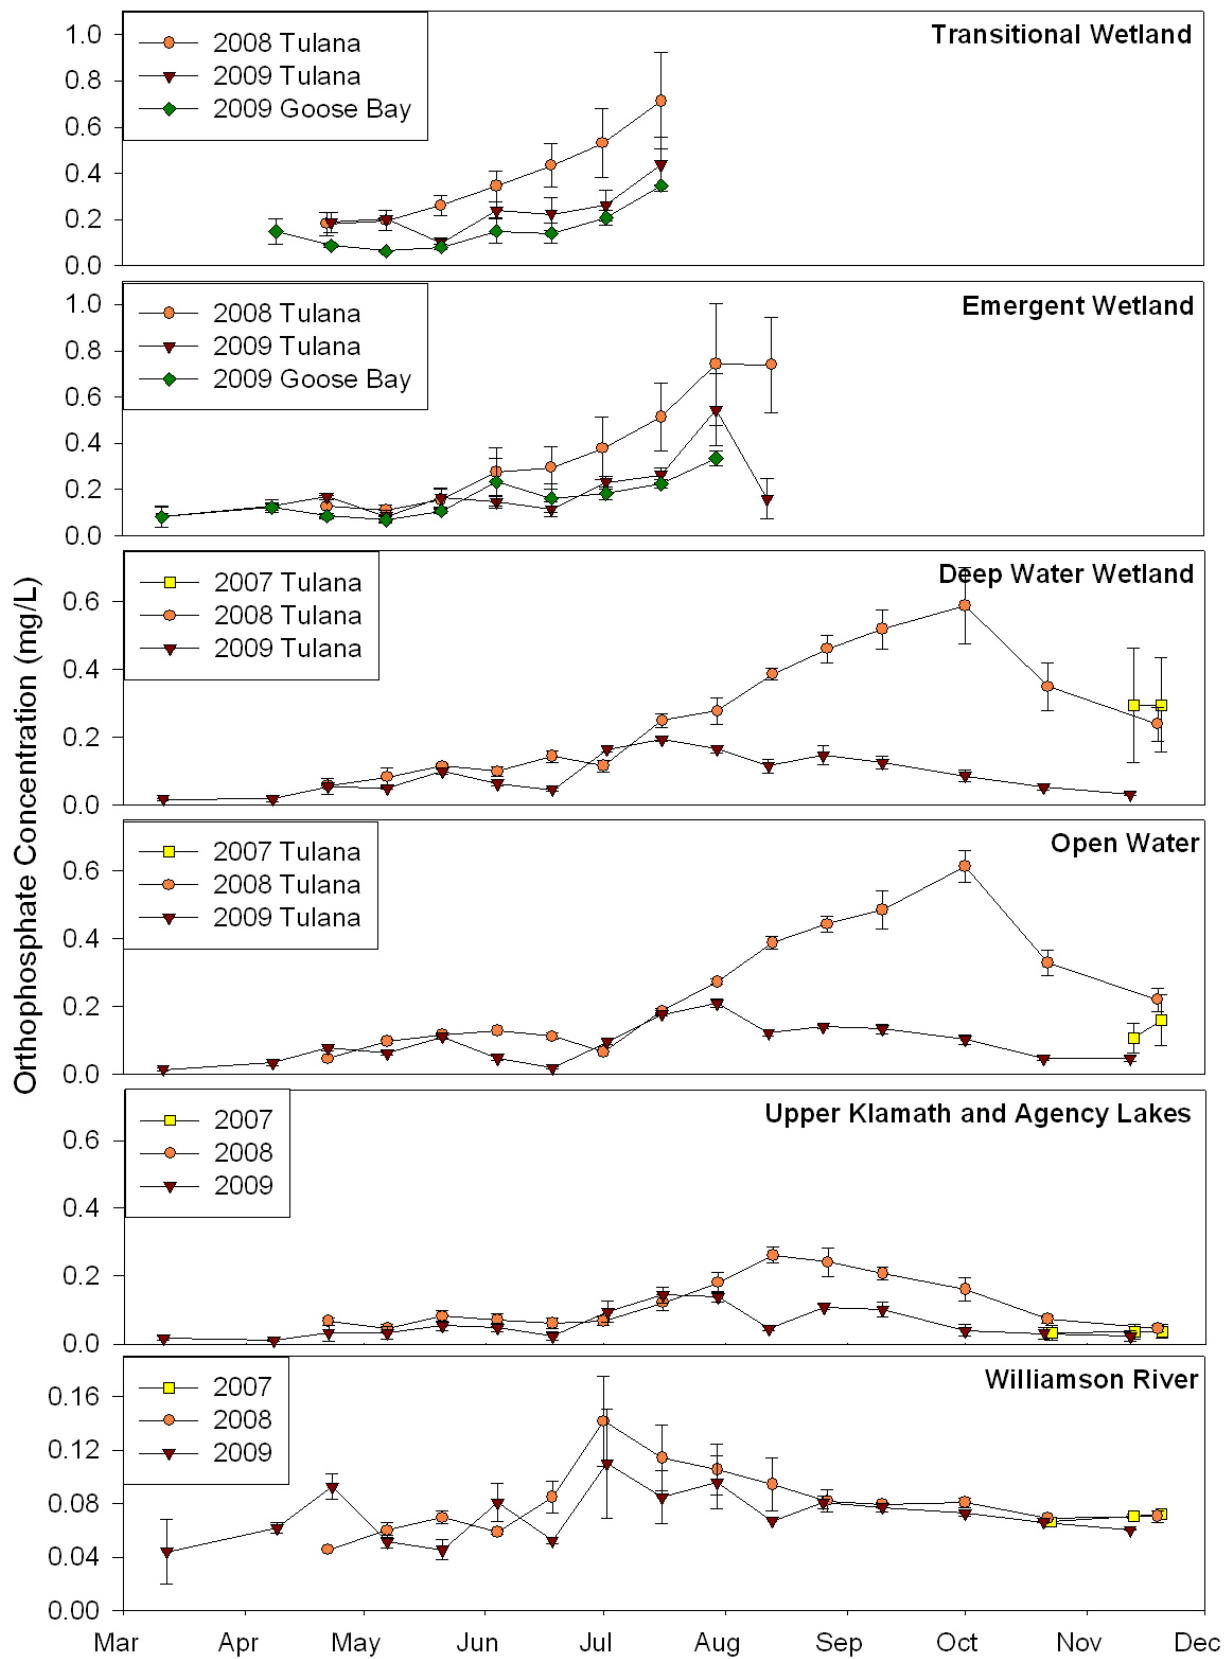 Orthophosphate Concentration (mg/L)
Transitional Wetland
2008 Tulana
2009 Tulana
2009 Goose Bay
1.0
0.8
0.6
0.4
0.2
0.0
Emergent Wetland
2008 Tulana
2009 Tulana
2009 Goose Bay
1.0
0.8
0.6
0.4
0.2
0.0
Deep Water Wetland
2007 Tulana
2008 Tulana
2009 Tulana
0.6
0.4
0.2
0.0
Open Water
2007 Tulana
2008 Tulana
2009 Tulana
0.6
0.4
0.2
0.0
Upper Klamath and Agency Lakes
2007
2008
2009
0.6
0.4
0.2
0.0
Williamson River
2007
2008
2009
0.16
0.12
0.08
0.04
0.00
Mar Apr May Jun Jul Aug Sep Oct Nov Dec